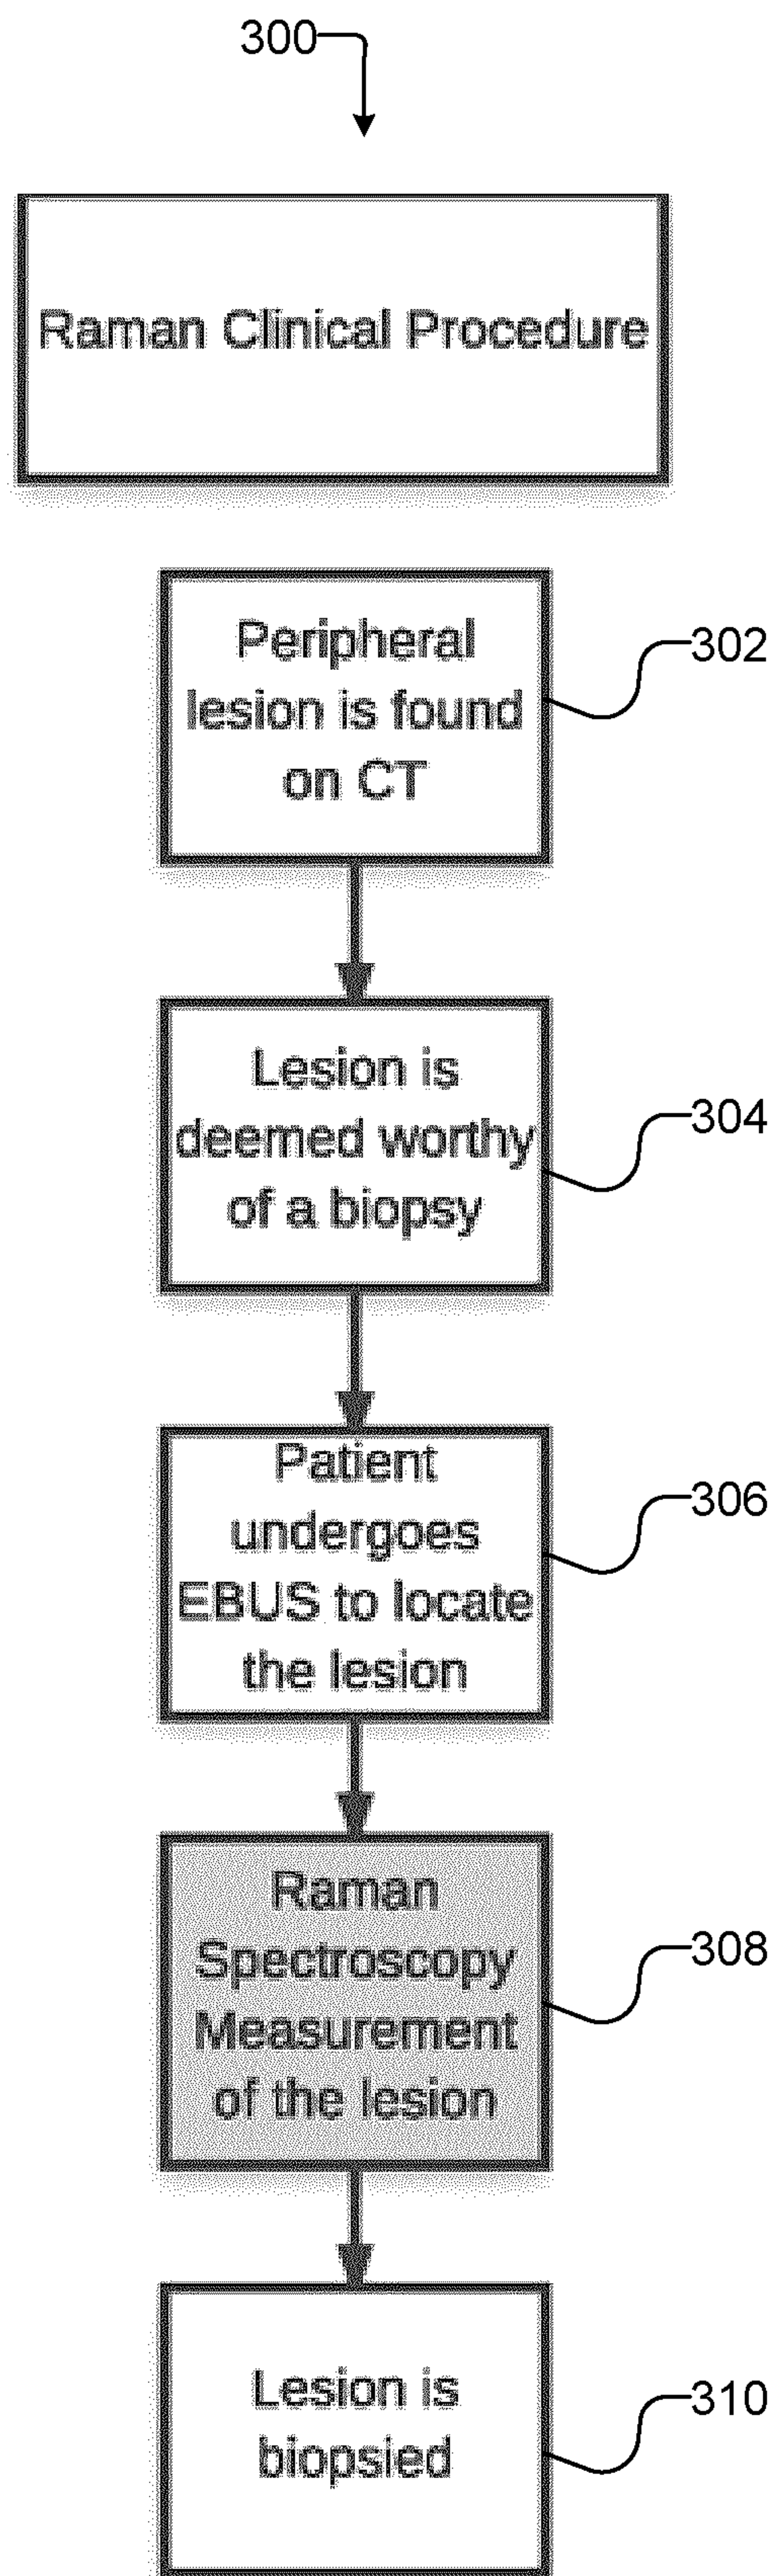 300
Raman Clinical Procedure
Peripheral
lesion is found
on CT
302
Lesion is
deemed worthy
of a biopsy
304
Patient
undergoes
EBUS to locate
the lesion
306
Raman
Spectroscopy
Measurement
of the lesion
308
Lesion is
biopsied
310